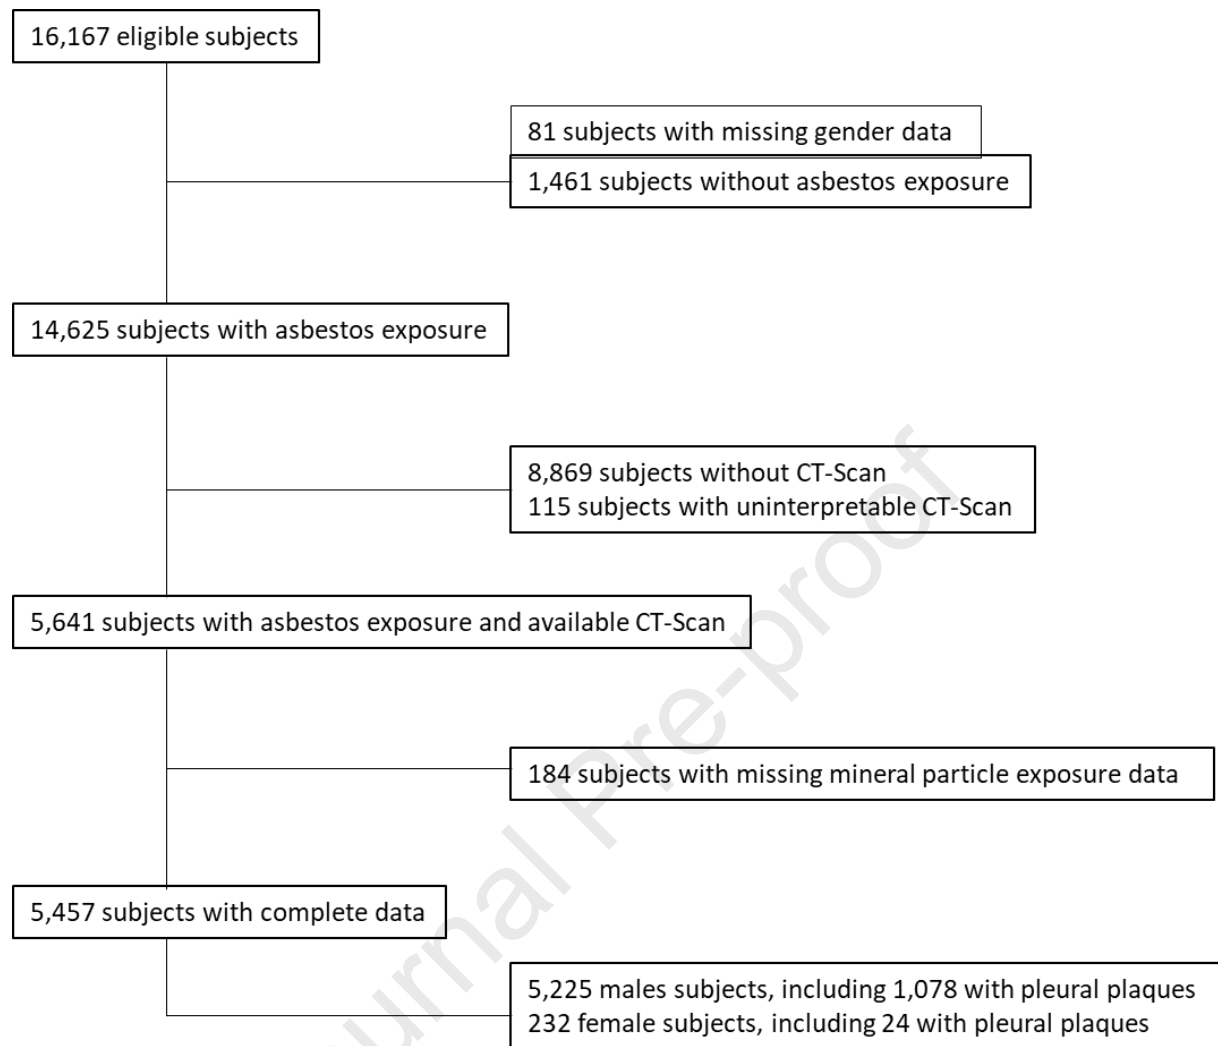 16,167 eligible subjects
81 subjects with missing gender data
1,461 subjects without asbestos exposure
14,625 subjects with asbestos exposure
8,869 subjects without CT-Scan
115 subjects with uninterpretable CT-Scan
5,641 subjects with asbestos exposure and available CT-Scan
184 subjects with missing mineral particle exposure data
5,457 subjects with complete data
5,225 males subjects, including 1,078 with pleural plaques
232 female subjects, including 24 with pleural plaques
urnal Pre-proof